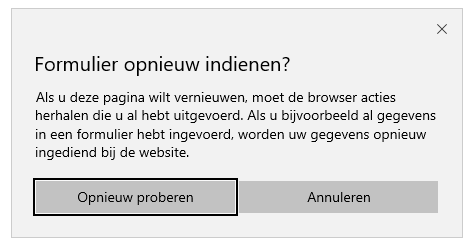 Formulier opnieuw indienen?
Als u deze pagina wilt vernieuwen, moet de browser acties
herhalen die u al hebt uitgevoerd. Als u bijvoorbeeld al gegevens
in een formulier hebt ingevoerd, worden uw gegevens opnieuw
ingediend bij de website.
Opnieuw proberen
Annuleren